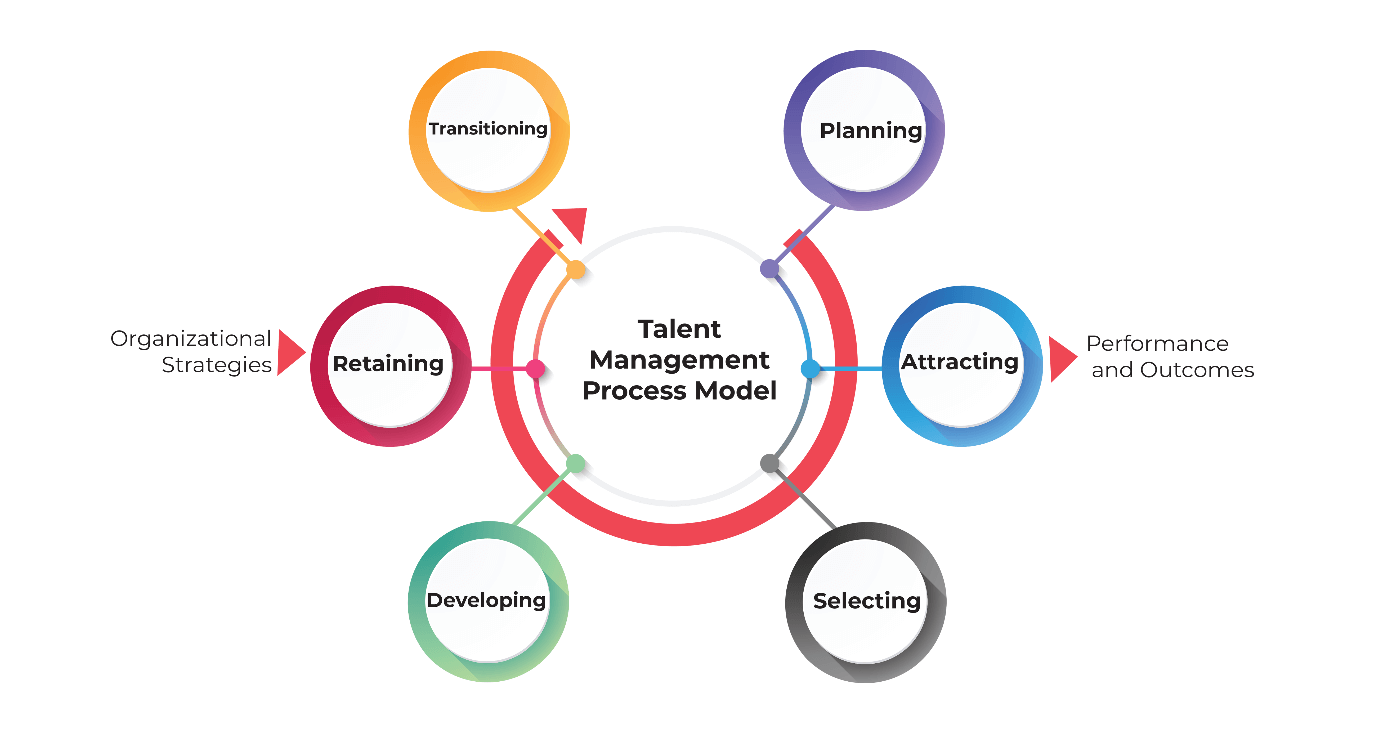 Transitioning
Planning
Organizational
Strategies
Retaining
Talent
Management
Process Model
Attracting
Performance
and Outcomes
Developing
Selecting